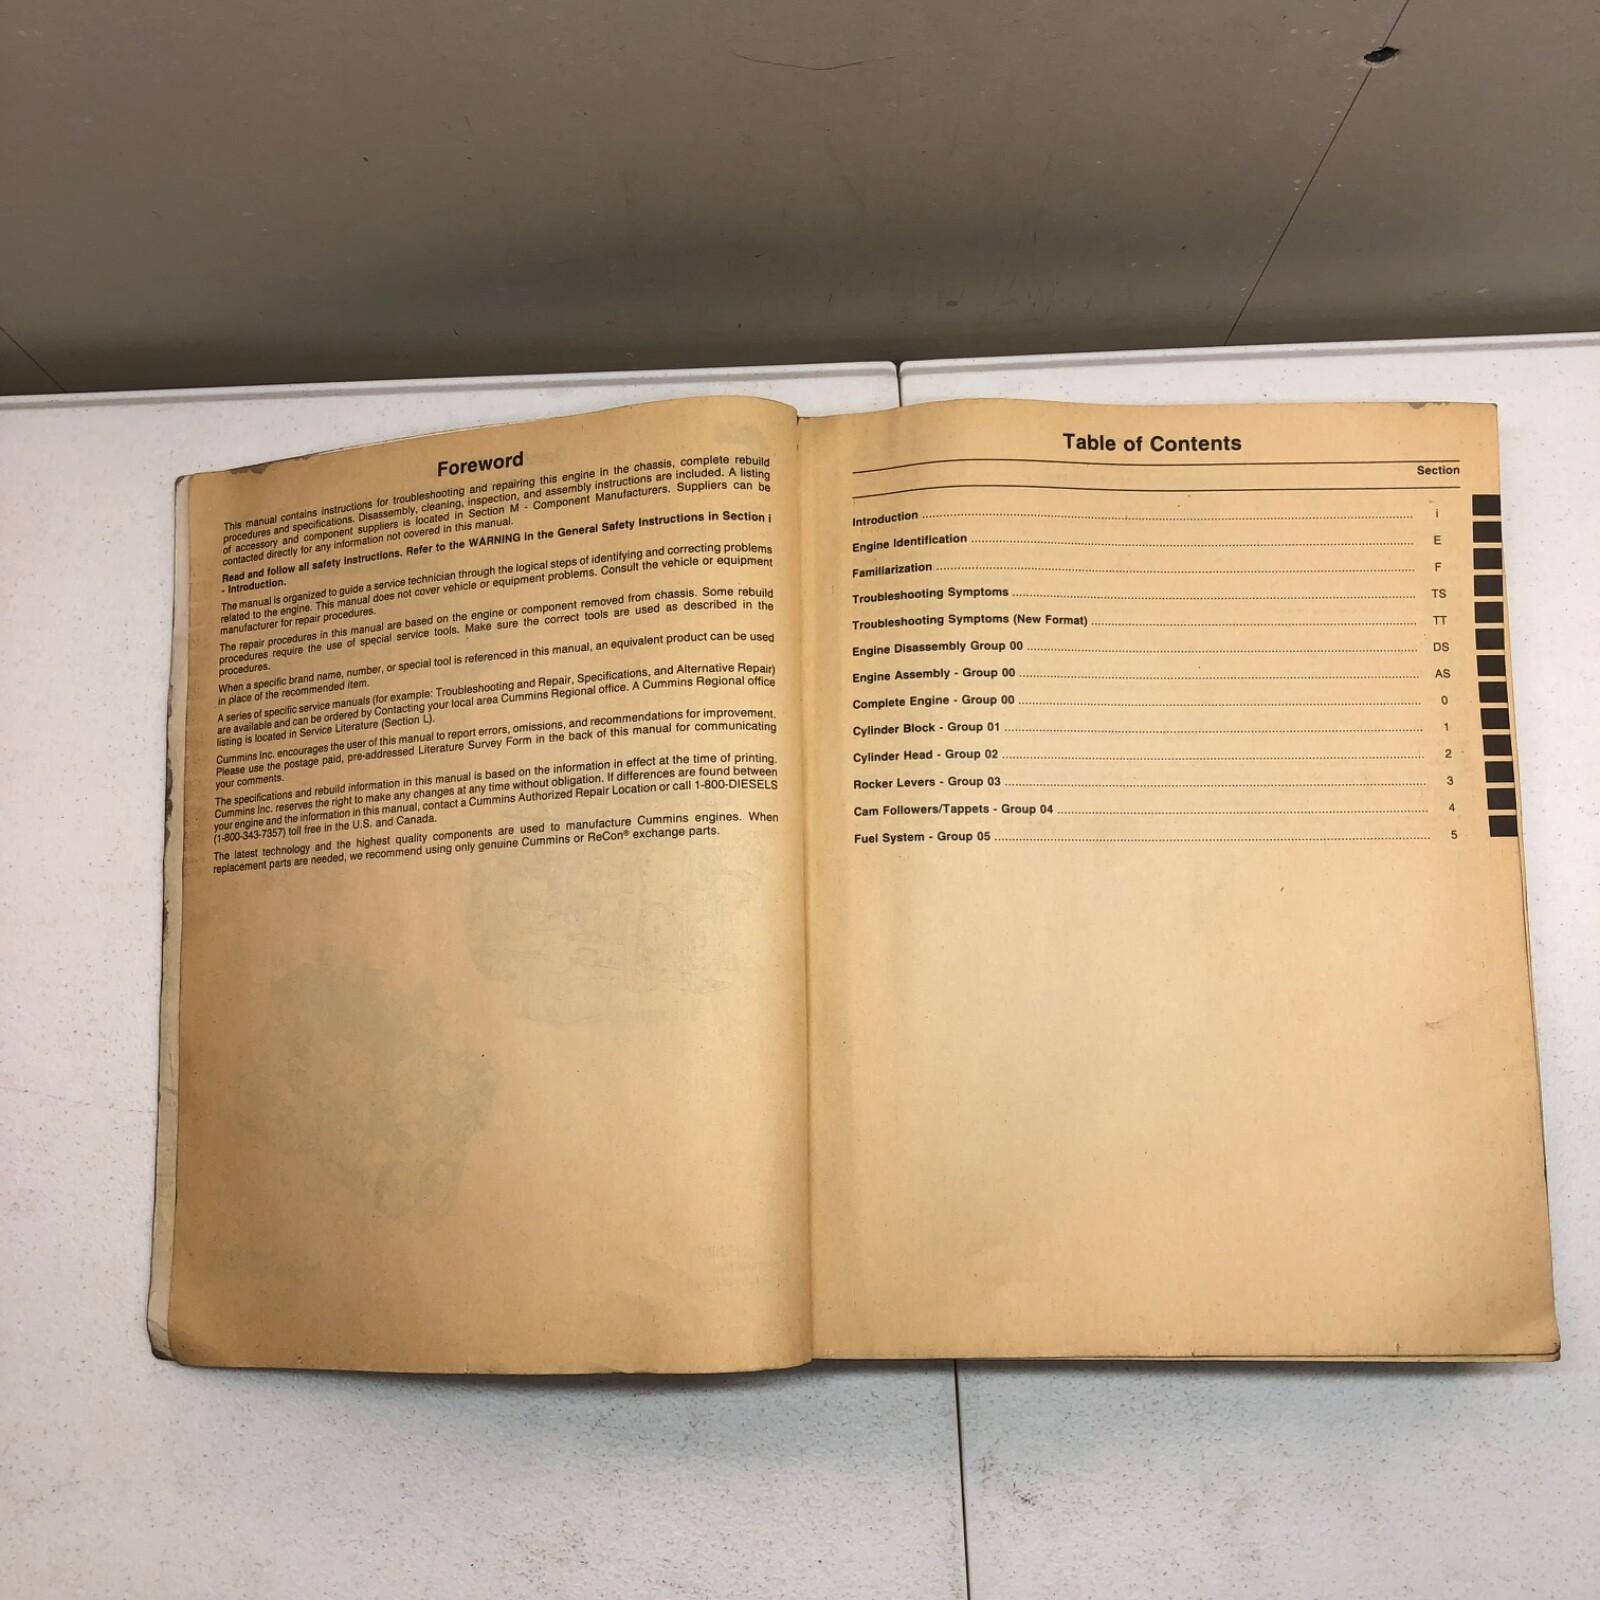 Foreword
This manual contains instructions for troubleshooting and repairing this engine in the chassis, complete rebuild
procedures and specifications. Disassembly, cleaning, inspection, and assembly instructions are included. A listing
of accessory and component suppliers is located in Section M - Component Manufacturers. Suppliers can be
contacted directly for any information not covered in this manual.
Read and follow all safety instructions. Refer to the WARNING in the General Safety Instructions in Section i
- Introduction.
The manual is organized to guide a service technician through the logical steps of identifying and correcting problems
related to the engine. This manual does not cover vehicle or equipment problems. Consult the vehicle or equipment
manufacturer for repair procedures.
The repair procedures in this manual are based on the engine or component removed from chassis. Some rebuild
procedures require the use of special service tools. Make sure the correct tools are used as described in the
procedures.
When a specific brand name, number, or special tool is referenced in this manual, an equivalent product can be used
in place of the recommended item.
A series of specific service manuals (for example: Troubleshooting and Repair, Specifications, and Alternative Repair)
are available and can be ordered by Contacting your local area Cummins Regional office. A Cummins Regional office
listing is located in Service Literature (Section L).
Cummins Inc. encourages the user of this manual to report errors, omissions, and recommendations for improvement.
Please use the postage paid, pre-addressed Literature Survey Form in the back of this manual for communicating
your comments.
The specifications and rebuild information in this manual is based on the information in effect at the time of printing.
Cummins Inc. reserves the right to make any changes at any time without obligation. If differences are found between
your engine and the information in this manual, contact a Cummins Authorized Repair Location or call 1-800-DIESELS
(1-800-343-7357) toll free in the U.S. and Canada.
The latest technology and the highest quality components are used to manufacture Cummins engines. When
replacement parts are needed, we recommend using only genuine Cummins or ReCon® exchange parts.
Table of Contents
Section
Introduction i
Engine Identification E
Familiarization F
Troubleshooting Symptoms TS
Troubleshooting Symptoms (New Format) TT
Engine Disassembly Group 00 DS
Engine Assembly - Group 00 AS
Complete Engine - Group 00 0
Cylinder Block - Group 01 1
Cylinder Head - Group 02 2
Rocker Levers - Group 03 3
Cam Followers/Tappets - Group 04 4
Fuel System - Group 05 5